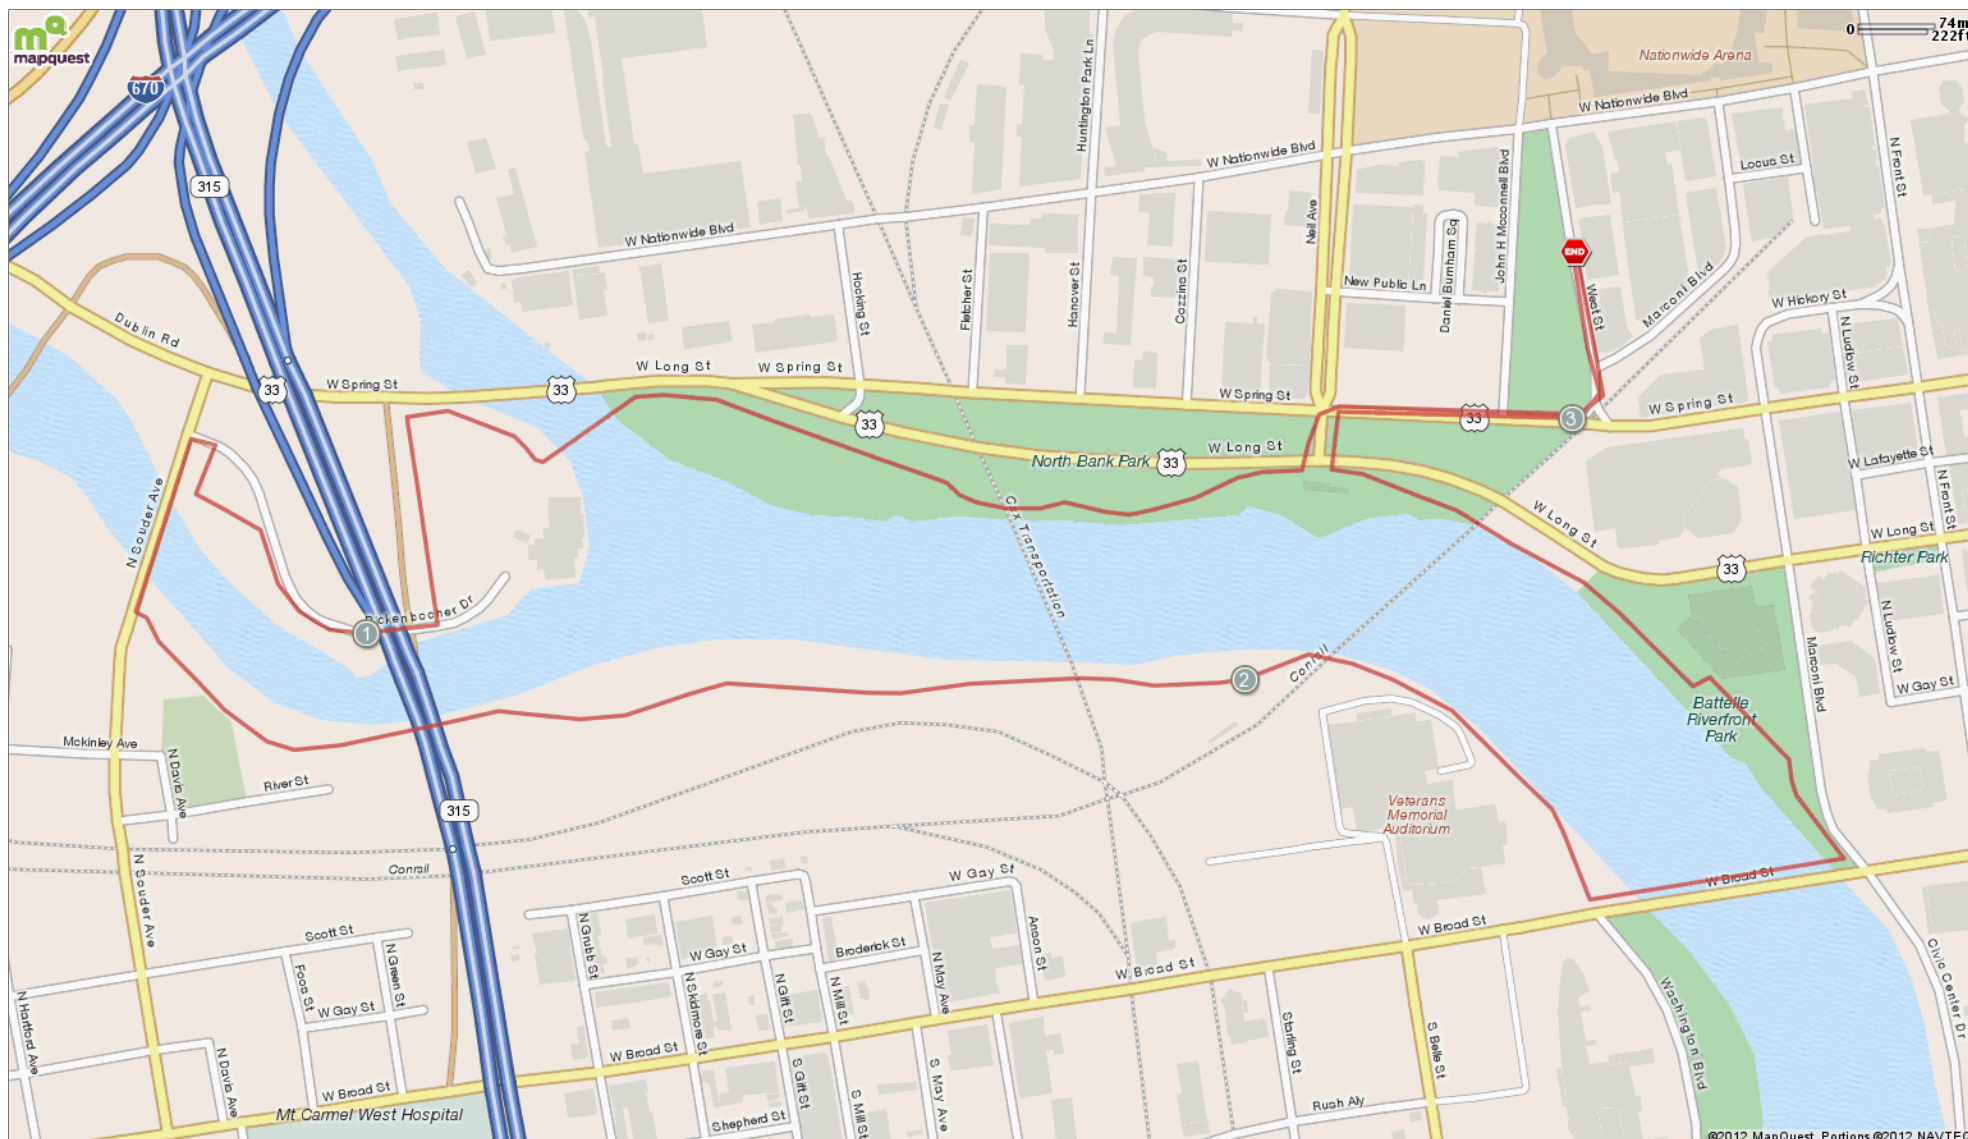 mapquest
0 74m
222ft
Nationwide Arena
670
W Nationwide Blvd
Huntington Park Ln
W Nationwide Blvd
N Front St
Locus St
John H Mcconnell Blvd
315
Neil Ave
W Nationwide Blvd
Daniel Burnham Sq
END
Marconi Blvd
New Public Ln
West St
W Hickory St
Hocking St
Fletcher St
Hanover St
Cozzins St
N Ludlow St
Dublin Rd
W Long St
W Spring St
33
W Spring St
33
W Spring St
W Spring St
33
33
3
W Long St
North Bank Park
33
W Lafayette St
N Front St
N Souder Ave
Csx Transportation
W Long St
W Long St
33
Richter Park
Rickenbacker Dr
1
N Ludlow St
Marconi Blvd
Conrail
2
W Gay St
Battelle
Riverfront
Park
Mckinley Ave
N Davis Ave
River St
315
Veterans
Memorial
Auditorium
Conrail
N Souder Ave
Scott St
W Gay St
W Broad St
Scott St
N Grubb St
W Gay St
Broderick St
Anson St
W Broad St
N Green St
N May Ave
W Broad St
Civic Center Dr
N Hartford Ave
W Gay St
N Skidmore St
N Gift St
N Mill St
Washington Blvd
W Broad St
Starling St
S Belle St
N Davis Ave
W Broad St
S Gift St
S Mill St
S May Ave
Mt Carmel West Hospital
Shepherd St
Rush Aly
©2012 MapQuest Portions ©2012 NAVTEQ